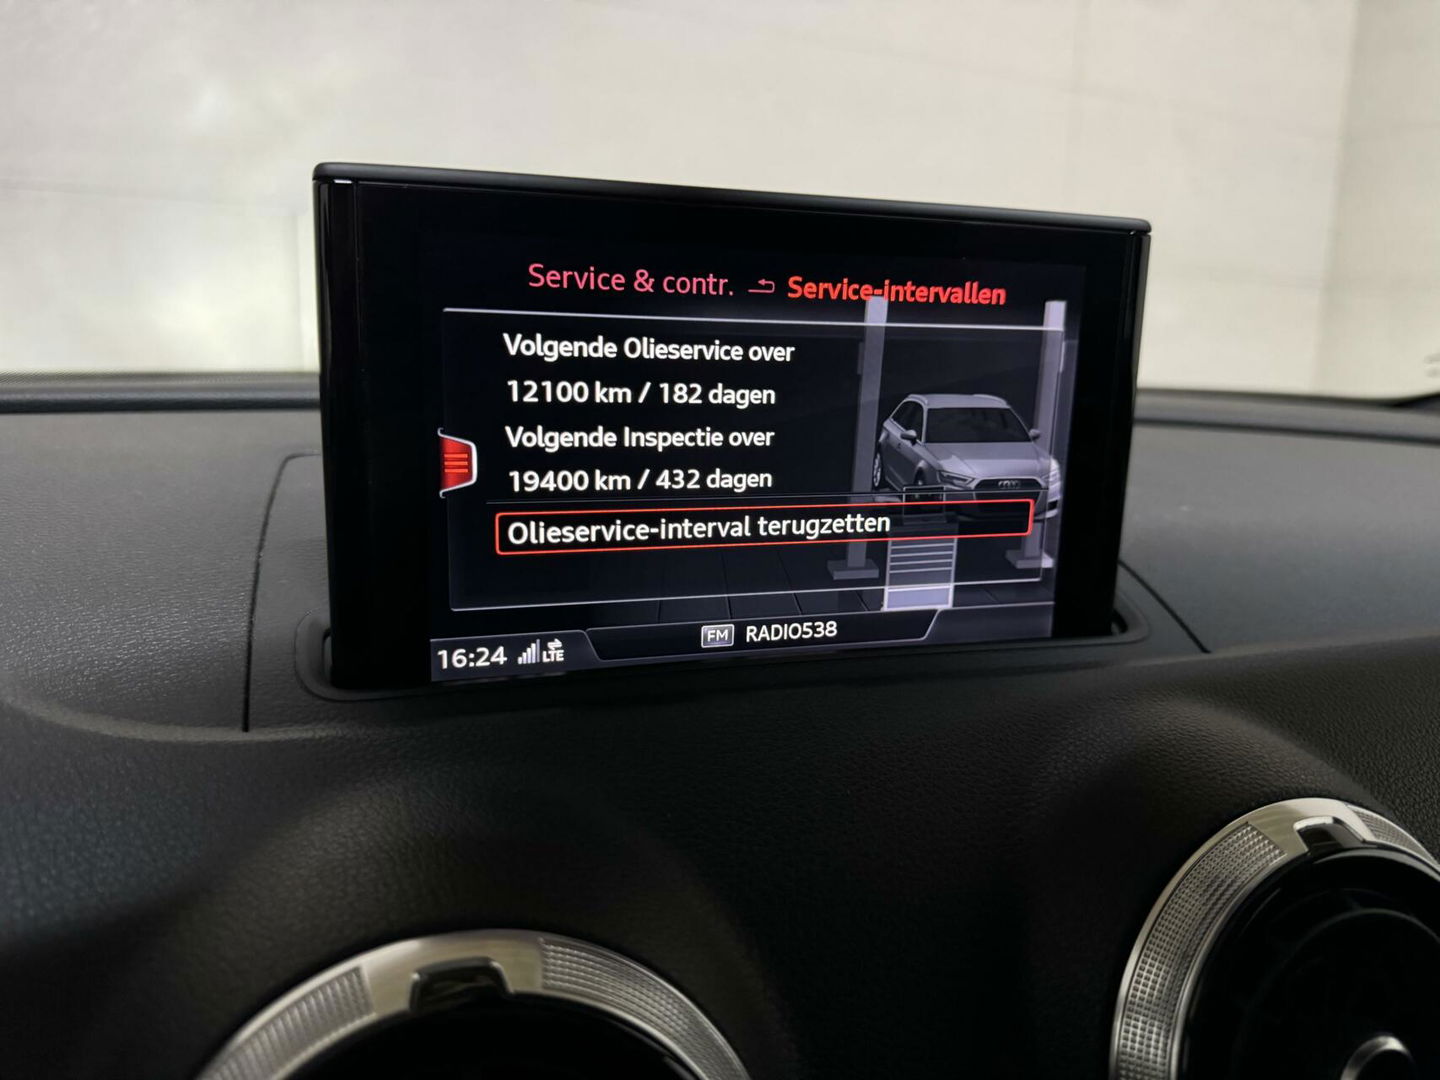 Service & contr. Service-intervallen
Volgende Olieservice over
12100 km / 182 dagen
Volgende Inspectie over
19400 km / 432 dagen
Olieservice-interval terugzetten
FM RADIO538
16:24 LTE